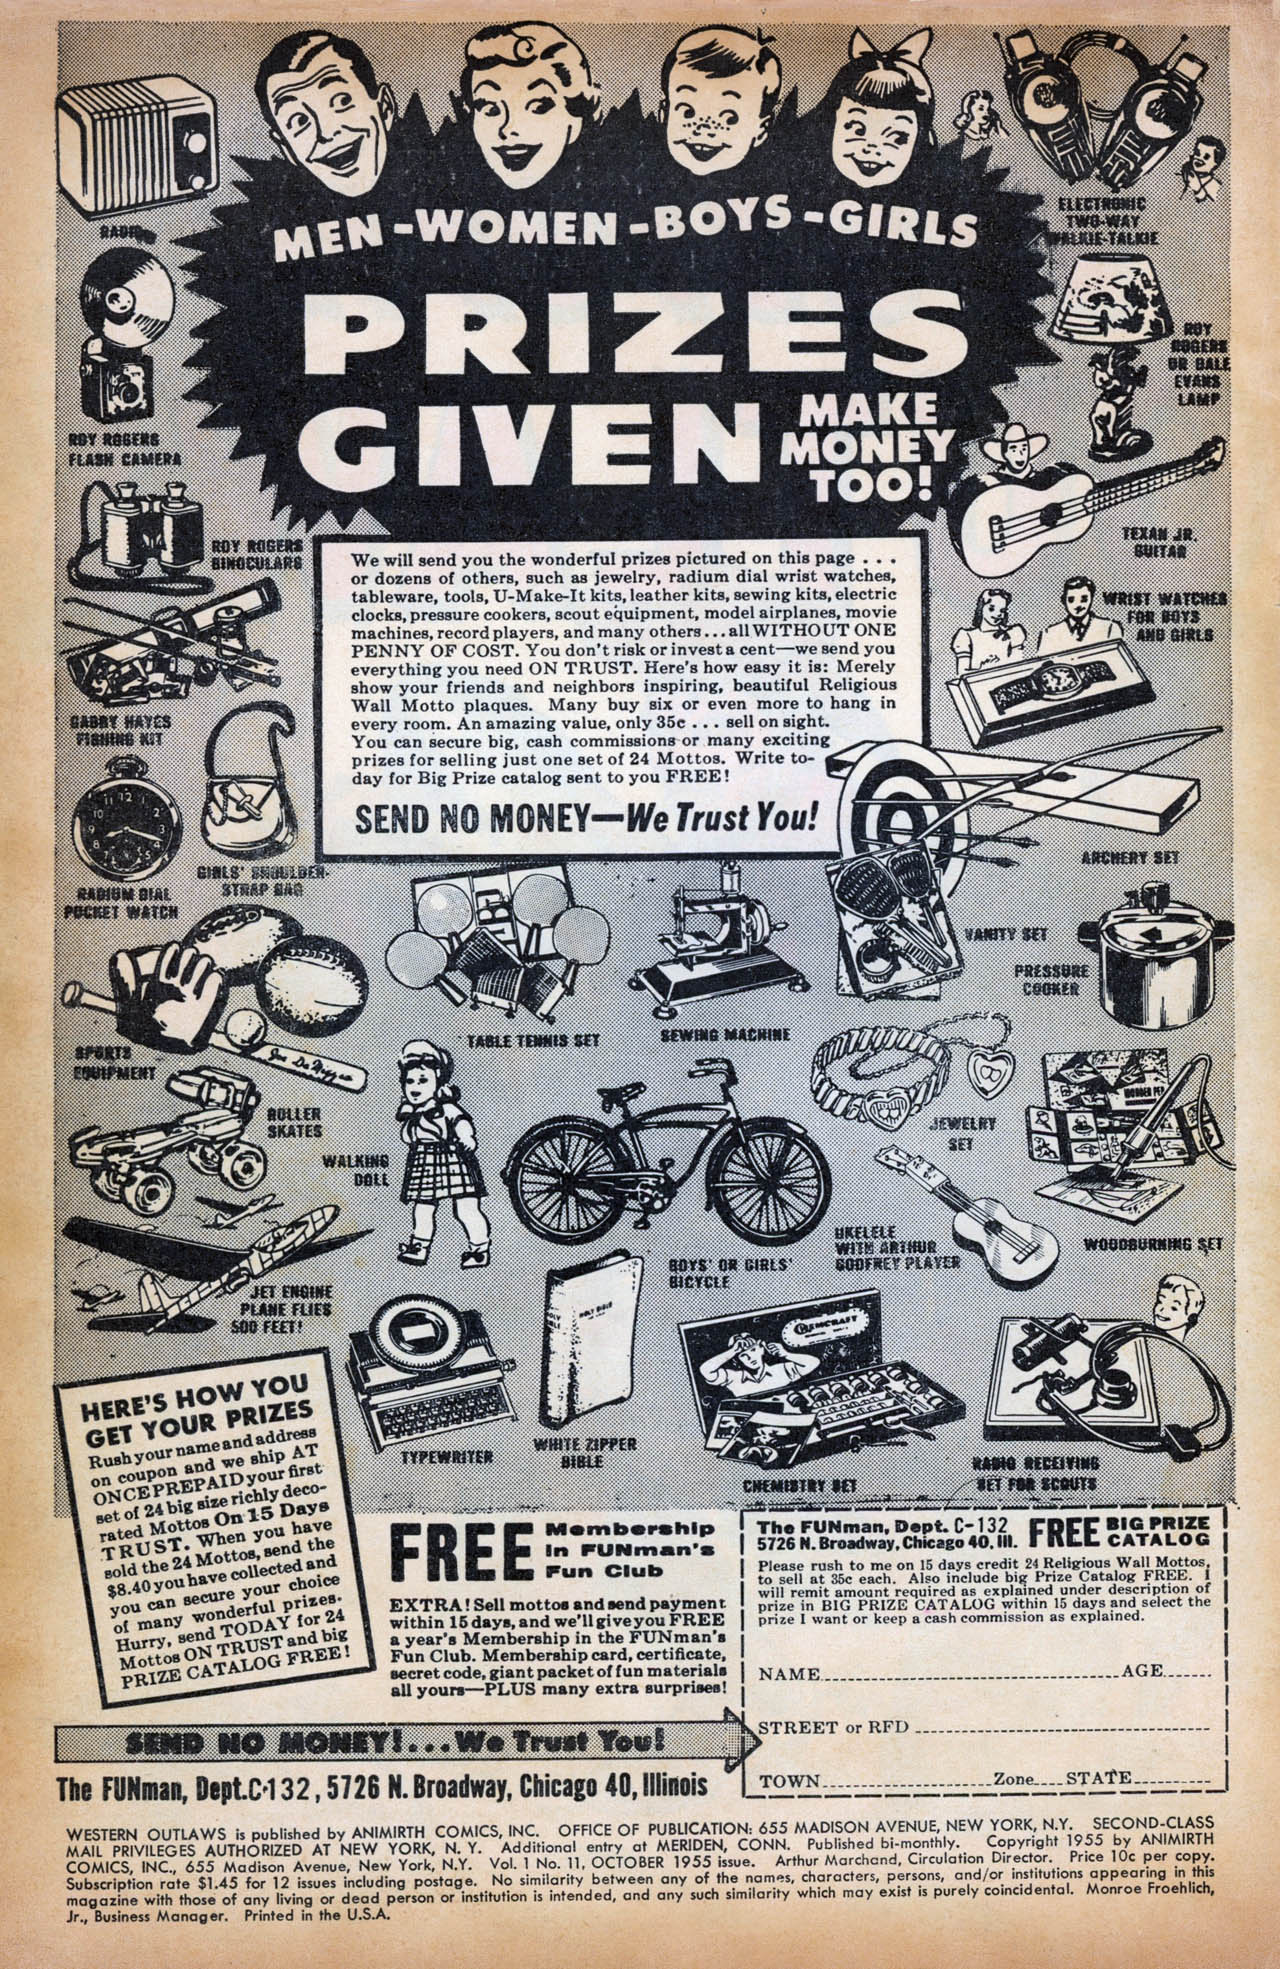 MEN-WOMEN-BOYS-GIRLS
PRIZES
GIVEN
MAKE
MONEY
TOO!
RADIO
ELECTRONIC
TWO-WAY
WALKIE-TALKIE
ROY
ROGERS
OR DALE
EVANS
LAMP
ROY ROGERS
FLASH CAMERA
TEXAN JR.
GUITAR
ROY ROGERS
BINOCULARS
WRIST WATCHES
FOR BOYS
AND GIRLS
We will send you the wonderful prizes pictured on this page . . .
or dozens of others, such as jewelry, radium dial wrist watches,
tableware, tools, U-Make-It kits, leather kits, sewing kits, electric
clocks, pressure cookers, scout equipment, model airplanes, movie
machines, record players, and many others...all WITHOUT ONE
PENNY OF COST. You don't risk or invest a cent—we send you
everything you need ON TRUST. Here's how easy it is: Merely
show your friends and neighbors inspiring, beautiful Religious
Wall Motto plaques. Many buy six or even more to hang in
every room. An amazing value, only 35c . . . sell on sight.
You can secure big, cash commissions or many exciting
prizes for selling just one set of 24 Mottos. Write to-
day for Big Prize catalog sent to you FREE!
SEND NO MONEY—We Trust You!
GABBY HAYES
FISHING KIT
12
11
10
9
8
7
5
4
3
2
1
RADIUM DIAL
POCKET WATCH
GIRLS' SHOULDER-
STRAP BAG
ARCHERY SET
VANITY SET
PRESSURE
COOKER
TABLE TENNIS SET
SEWING MACHINE
SPORTS
EQUIPMENT
Joe DiMaggio
ROLLER
SKATES
WALKING
DOLL
JEWELRY
SET
WOODBURNING SET
UKELELE
WITH ARTHUR
GODFREY PLAYER
BOYS' OR GIRLS'
BICYCLE
JET ENGINE
PLANE FLIES
500 FEET!
HOLY BIBLE
HOLY
BIBLE
CHEMCRAFT
TYPEWRITER
WHITE ZIPPER
BIBLE
CHEMISTRY SET
RADIO RECEIVING
SET FOR SCOUTS
HERE'S HOW YOU
GET YOUR PRIZES
Rush your name and address
on coupon and we ship AT
ONCE PREPAID your first
set of 24 big size richly deco-
rated Mottos On 15 Days
TRUST. When you have
sold the 24 Mottos, send the
$8.40 you have collected and
you can secure your choice
of many wonderful prizes.
Hurry, send TODAY for 24
Mottos ON TRUST and big
PRIZE CATALOG FREE!
FREE Membership
In FUNman's
Fun Club
EXTRA! Sell mottos and send payment
within 15 days, and we'll give you FREE
a year's Membership in the FUNman's
Fun Club. Membership card, certificate,
secret code, giant packet of fun materials
all yours—PLUS many extra surprises!
The FUNman, Dept. C-132
5726 N. Broadway, Chicago 40, Ill.
FREE BIG PRIZE
CATALOG
Please rush to me on 15 days credit 24 Religious Wall Mottos,
to sell at 35c each. Also include big Prize Catalog FREE. I
will remit amount required as explained under description of
prize in BIG PRIZE CATALOG within 15 days and select the
prize I want or keep a cash commission as explained.
NAME AGE
STREET or RFD
TOWN Zone STATE
SEND NO MONEY!...We Trust You!
The FUNman, Dept. C-132, 5726 N. Broadway, Chicago 40, Illinois
WESTERN OUTLAWS is published by ANIMIRTH COMICS, INC. OFFICE OF PUBLICATION: 655 MADISON AVENUE, NEW YORK, N.Y. SECOND-CLASS
MAIL PRIVILEGES AUTHORIZED AT NEW YORK, N. Y. Additional entry at MERIDEN, CONN. Published bi-monthly. Copyright 1955 by ANIMIRTH
COMICS, INC., 655 Madison Avenue, New York, N.Y. Vol. 1 No. 11, OCTOBER 1955 issue. Arthur Marchand, Circulation Director. Price 10c per copy.
Subscription rate $1.45 for 12 issues including postage. No similarity between any of the names, characters, persons, and/or institutions appearing in this
magazine with those of any living or dead person or institution is intended, and any such similarity which may exist is purely coincidental. Monroe Froehlich,
Jr., Business Manager. Printed in the U.S.A.